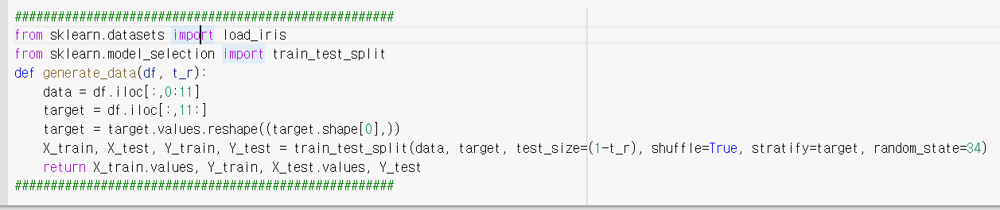 ####################################################
from sklearn.datasets import load_iris
from sklearn.model_selection import train_test_split
def generate_data(df, t_r):
    data = df.iloc[:,0:11]
    target = df.iloc[:,11:]
    target = target.values.reshape((target.shape[0],))
    X_train, X_test, Y_train, Y_test = train_test_split(data, target, test_size=(1-t_r), shuffle=True, stratify=target, random_state=34)
    return X_train.values, Y_train, X_test.values, Y_test
####################################################